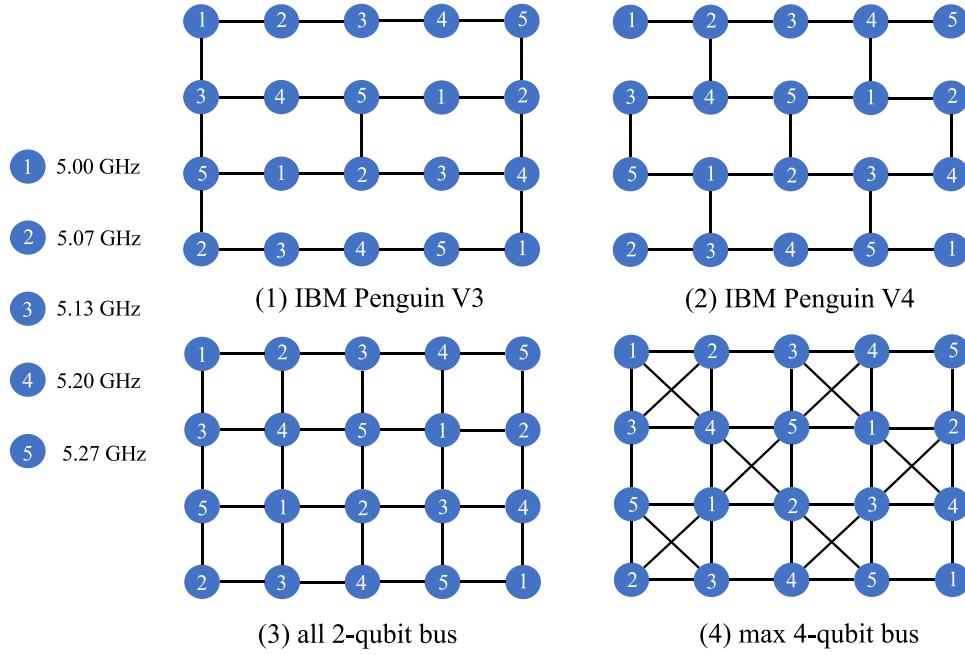 1 2 3 4 5
3 4 5 1 2
5 1 2 3 4
2 3 4 5 1
(1) IBM Penguin V3
1 2 3 4 5
3 4 5 1 2
5 1 2 3 4
2 3 4 5 1
(2) IBM Penguin V4
1 5.00 GHz
2 5.07 GHz
3 5.13 GHz
4 5.20 GHz
5 5.27 GHz
1 2 3 4 5
3 4 5 1 2
5 1 2 3 4
2 3 4 5 1
(3) all 2-qubit bus
1 2 3 4 5
3 4 5 1 2
5 1 2 3 4
2 3 4 5 1
(4) max 4-qubit bus